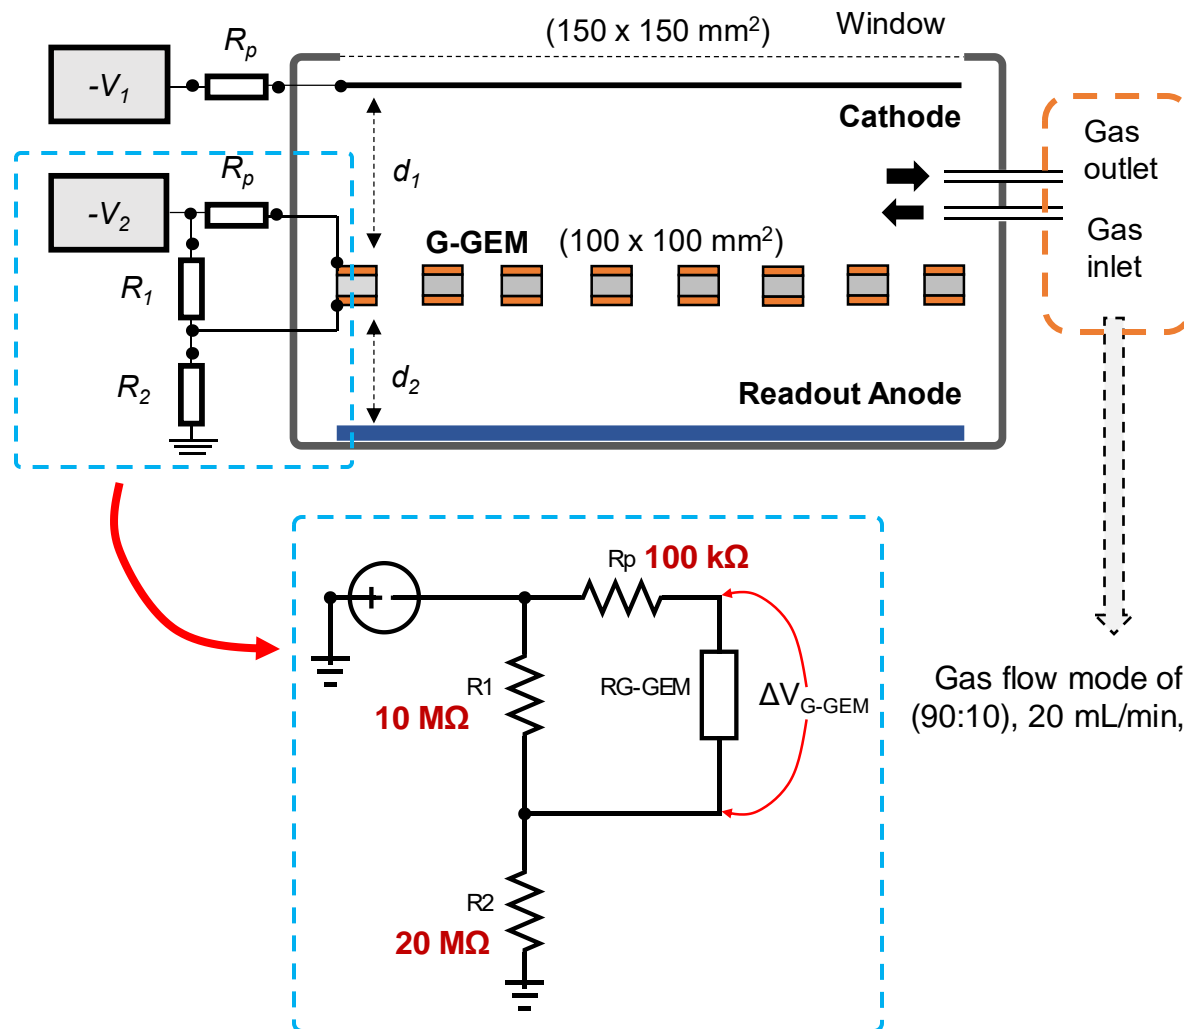 (150 x 150 mm²)
Window
-V₁
Rₚ
Cathode
Gas
outlet
d₁
Rₚ
-V₂
G-GEM
(100 x 100 mm²)
Gas
inlet
R₁
R₂
d₂
Readout Anode
Rp
100 kΩ
+ -
R1
10 MΩ
RG-GEM
ΔV_G-GEM
R2
20 MΩ
Gas flow mode of
(90:10), 20 mL/min,